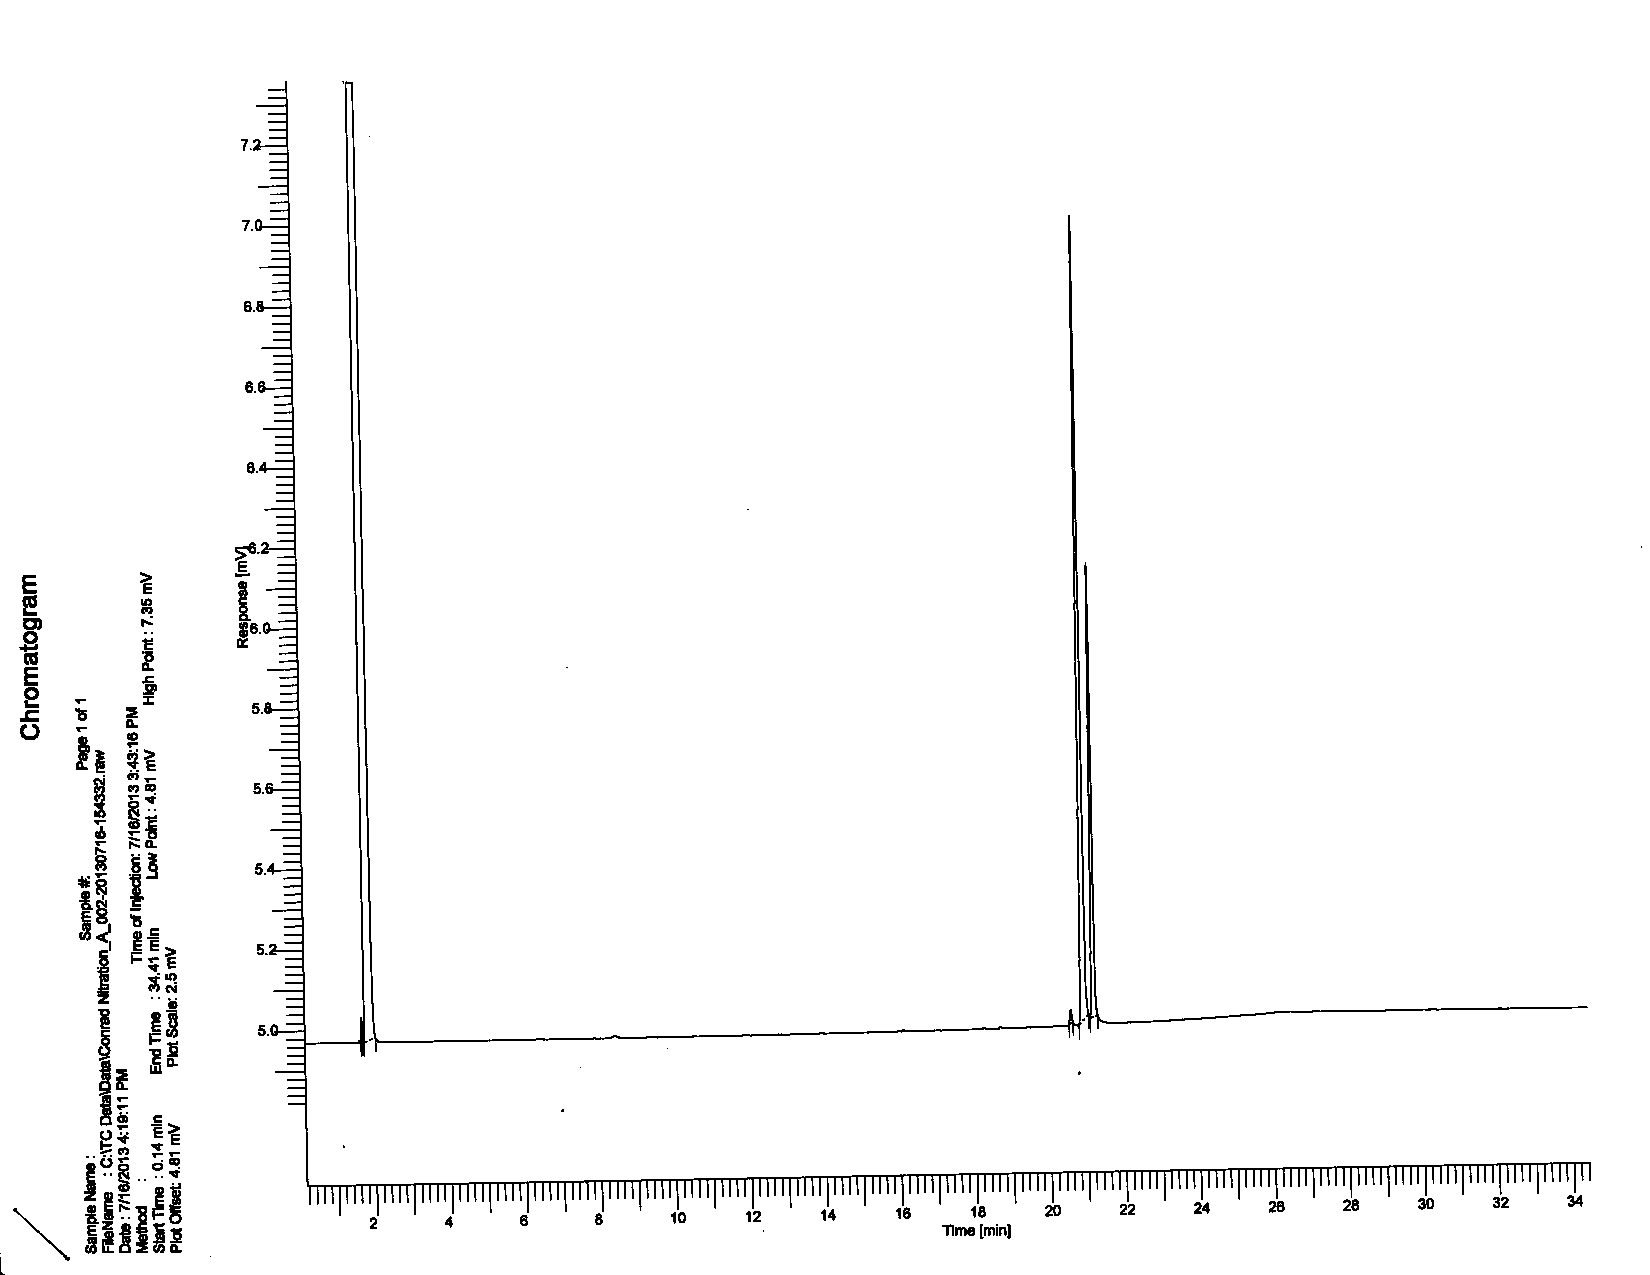 Chromatogram
Sample Name : Sample #: Page 1 of 1
FileName : C:\TC Data\Data\Conrad Nitration_A_002-20130716-154332.raw
Date : 7/16/2013 4:19:11 PM
Method : Time of Injection: 7/16/2013 3:43:16 PM
Start Time : 0.14 min End Time : 34.41 min Low Point : 4.81 mV High Point : 7.35 mV
Plot Offset: 4.81 mV Plot Scale: 2.5 mV
7.2
7.0
6.8
6.6
6.4
6.2
6.0
5.8
5.6
5.4
5.2
5.0
Response [mV]
2 4 6 8 10 12 14 16 18 20 22 24 26 28 30 32 34
Time [min]